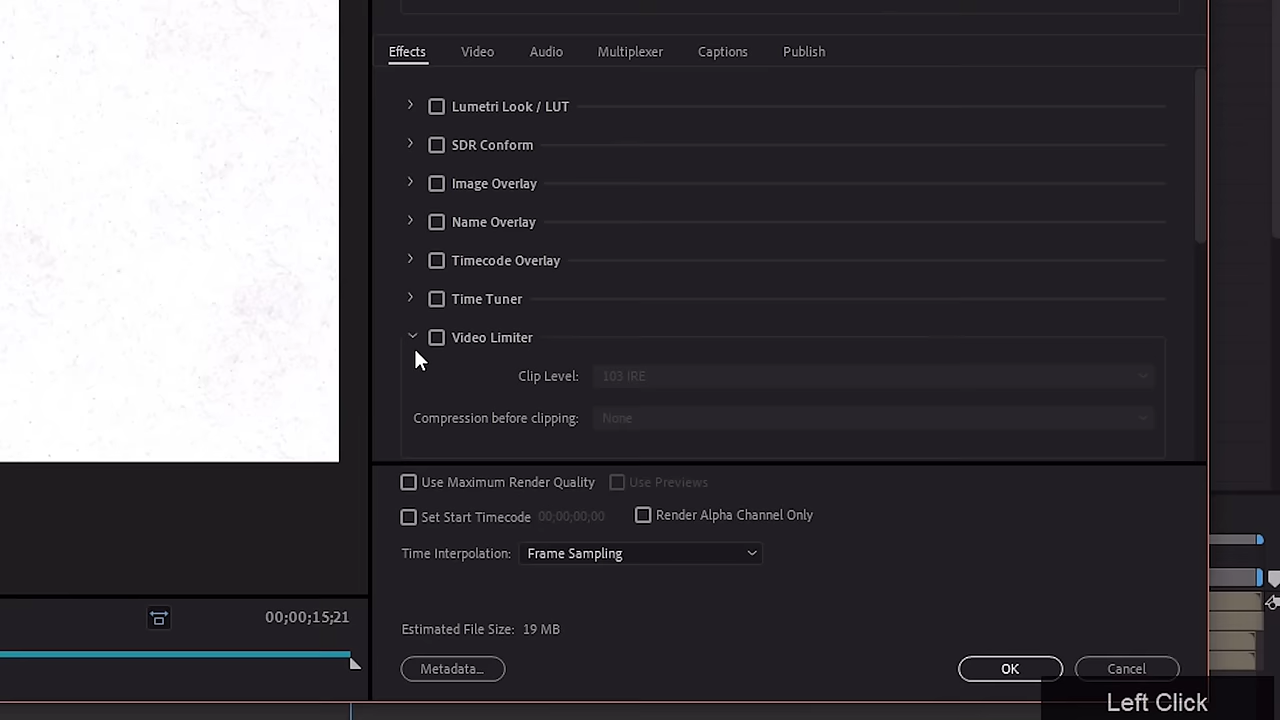 Effects Video Audio Multiplexer Captions Publish
Lumetri Look / LUT
SDR Conform
Image Overlay
Name Overlay
Timecode Overlay
Time Tuner
Video Limiter
Clip Level: 103 IRE
Compression before clipping: None
Use Maximum Render Quality Use Previews
Set Start Timecode 00;00;00;00 Render Alpha Channel Only
Time Interpolation: Frame Sampling
00;00;15;21
Estimated File Size: 19 MB
Metadata... OK Cancel
Left Click